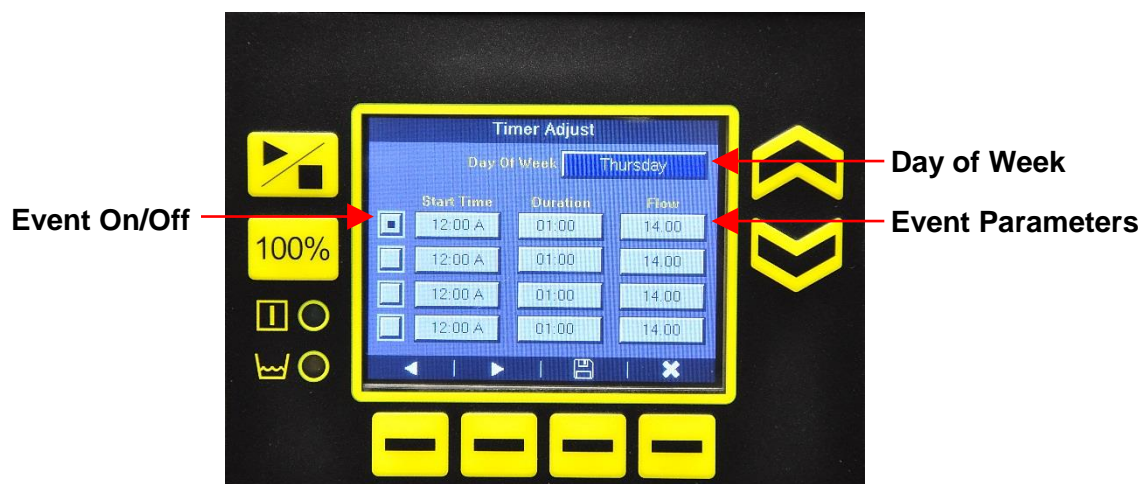 Timer Adjust
Day Of Week Thursday
Day of Week
Start Time Duration Flow
Event On/Off
12:00 A 01:00 14.00
Event Parameters
100%
12:00 A 01:00 14.00
12:00 A 01:00 14.00
12:00 A 01:00 14.00